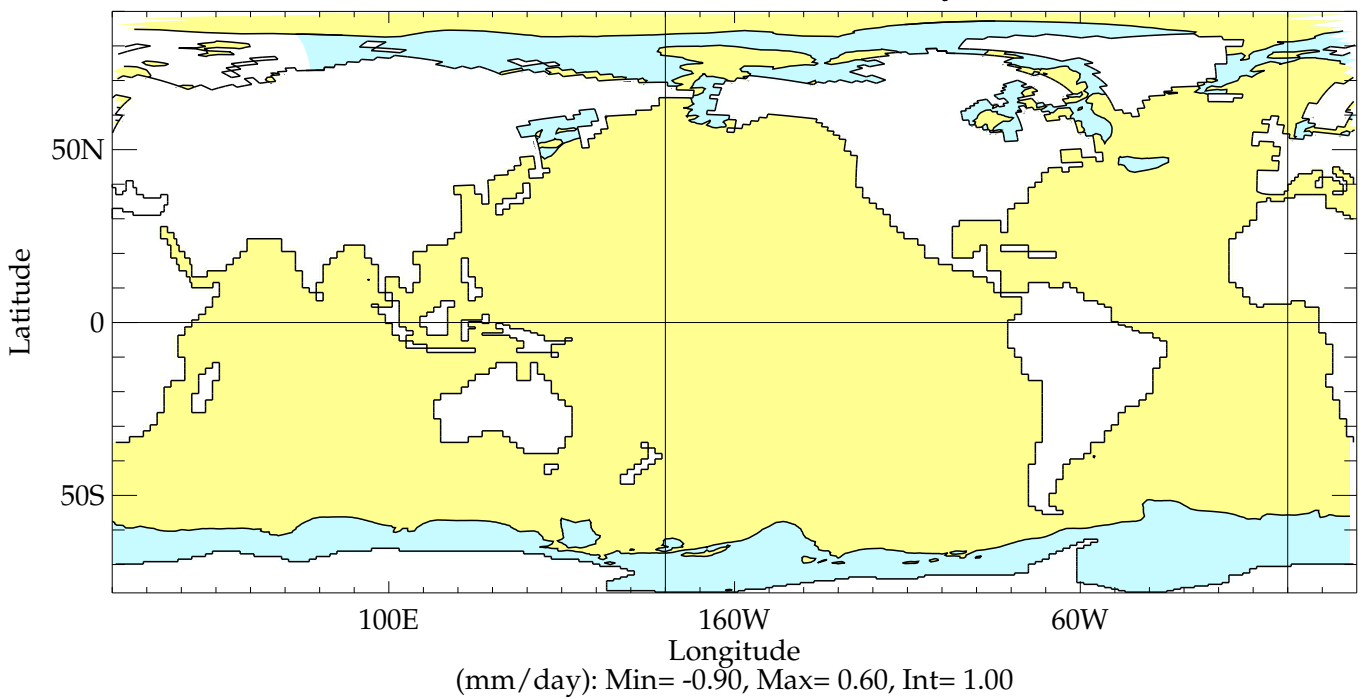 50N
0
50S
Latitude
100E
160W
60W
Longitude
(mm/day): Min= -0.90, Max= 0.60, Int= 1.00